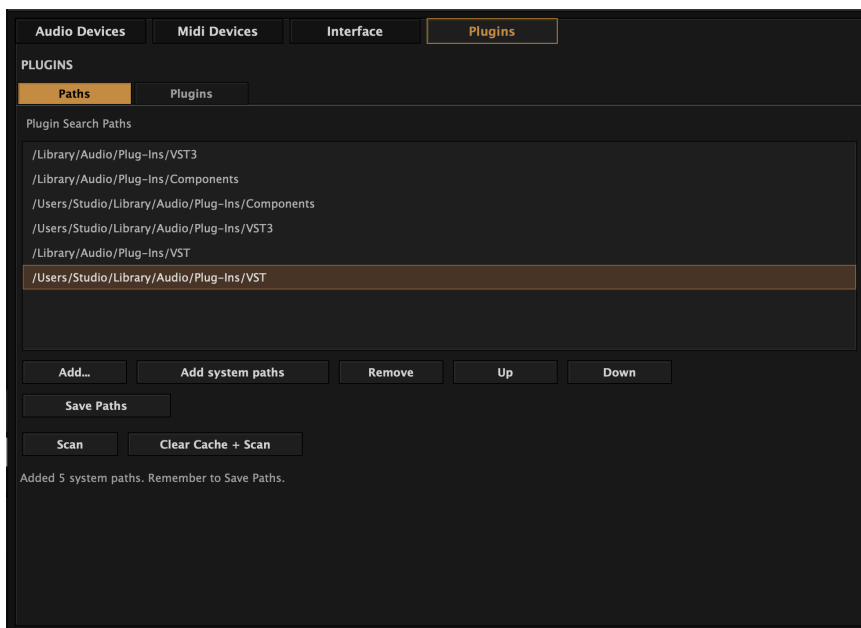 Audio Devices Midi Devices Interface Plugins
PLUGINS
Paths Plugins
Plugin Search Paths
/Library/Audio/Plug-Ins/VST3
/Library/Audio/Plug-Ins/Components
/Users/Studio/Library/Audio/Plug-Ins/Components
/Users/Studio/Library/Audio/Plug-Ins/VST3
/Library/Audio/Plug-Ins/VST
/Users/Studio/Library/Audio/Plug-Ins/VST
Add... Add system paths Remove Up Down
Save Paths
Scan Clear Cache + Scan
Added 5 system paths. Remember to Save Paths.